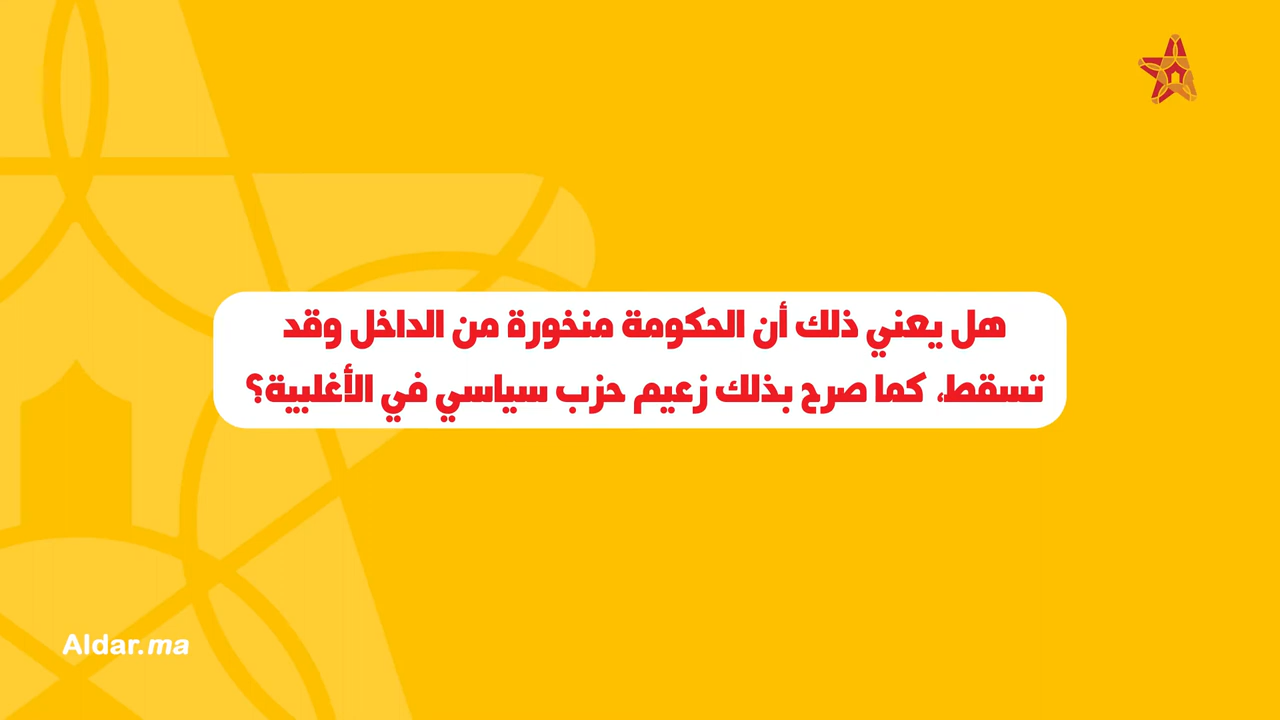 هل يعني ذلك أن الحكومة منخورة من الداخل وقد
تسقط، كما صرح بذلك زعيم حزب سياسي في الأغلبية؟
Aldar.ma